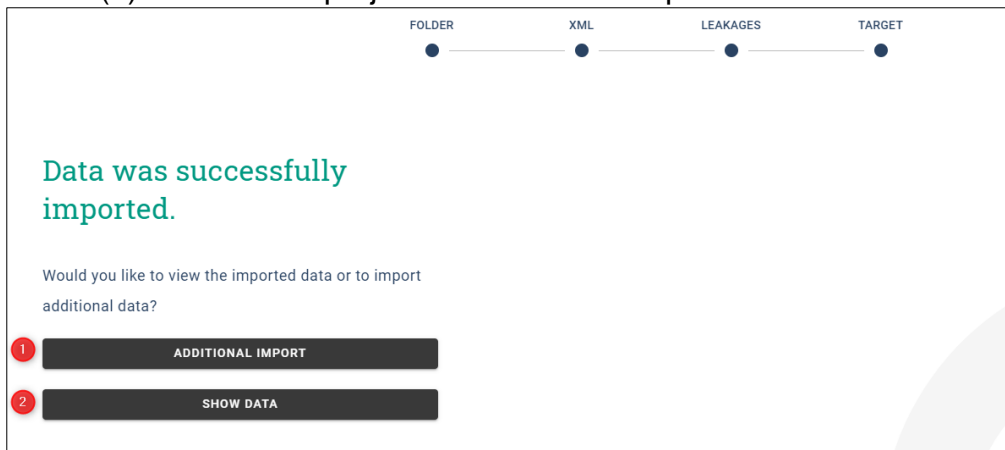 FOLDER XML LEAKAGES TARGET
Data was successfully
imported.
Would you like to view the imported data or to import
additional data?
1 ADDITIONAL IMPORT
2 SHOW DATA